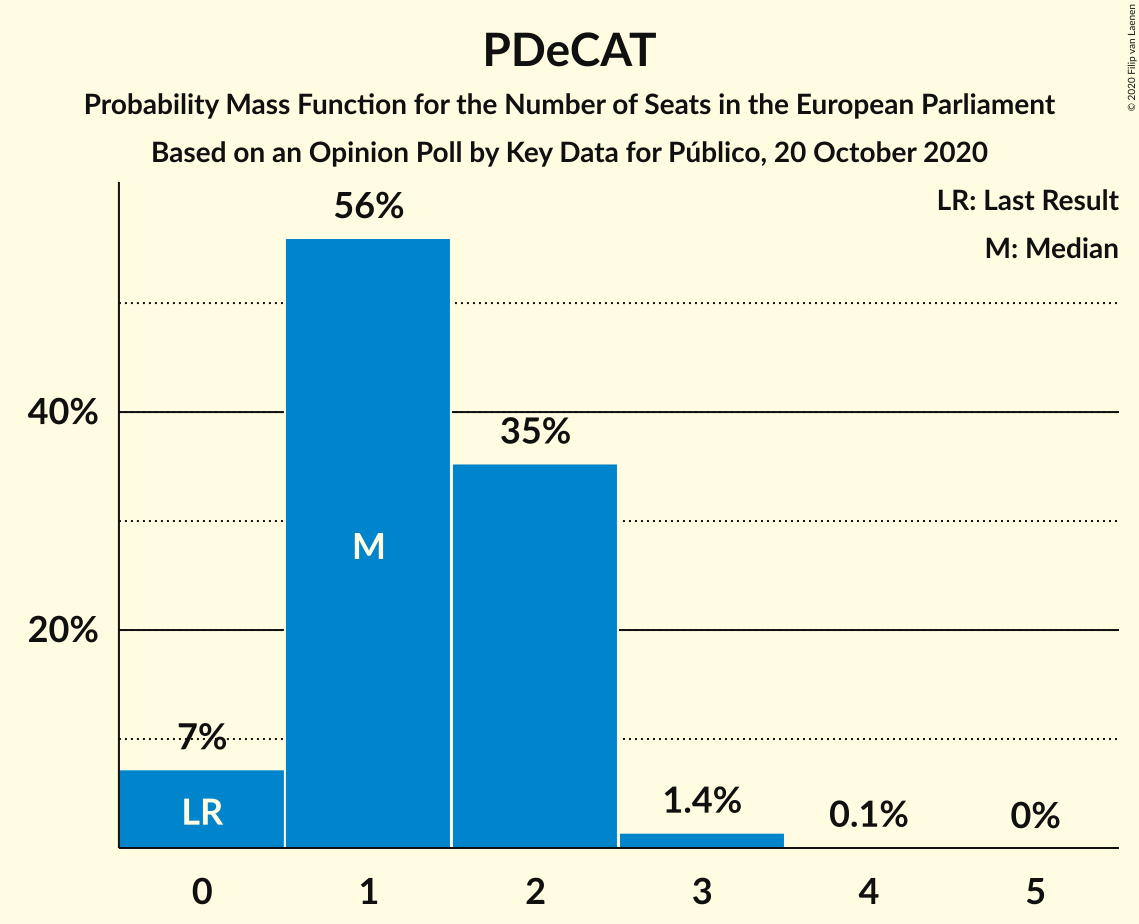 PDeCAT
Probability Mass Function for the Number of Seats in the European Parliament
Based on an Opinion Poll by Key Data for Público, 20 October 2020
© 2020 Filip van Laenen
LR: Last Result
M: Median
56%
40%
35%
M
20%
7%
LR
1.4%
0.1%
0%
0 1 2 3 4 5